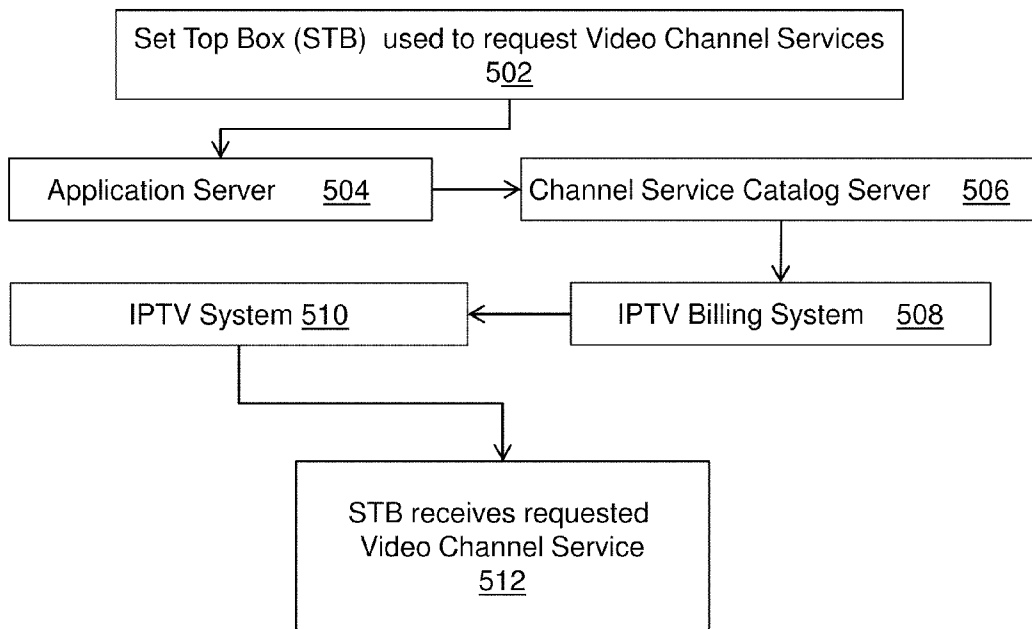 Set Top Box (STB) used to request Video Channel Services
502
Application Server 504
Channel Service Catalog Server 506
IPTV System 510
IPTV Billing System 508
STB receives requested
Video Channel Service
512